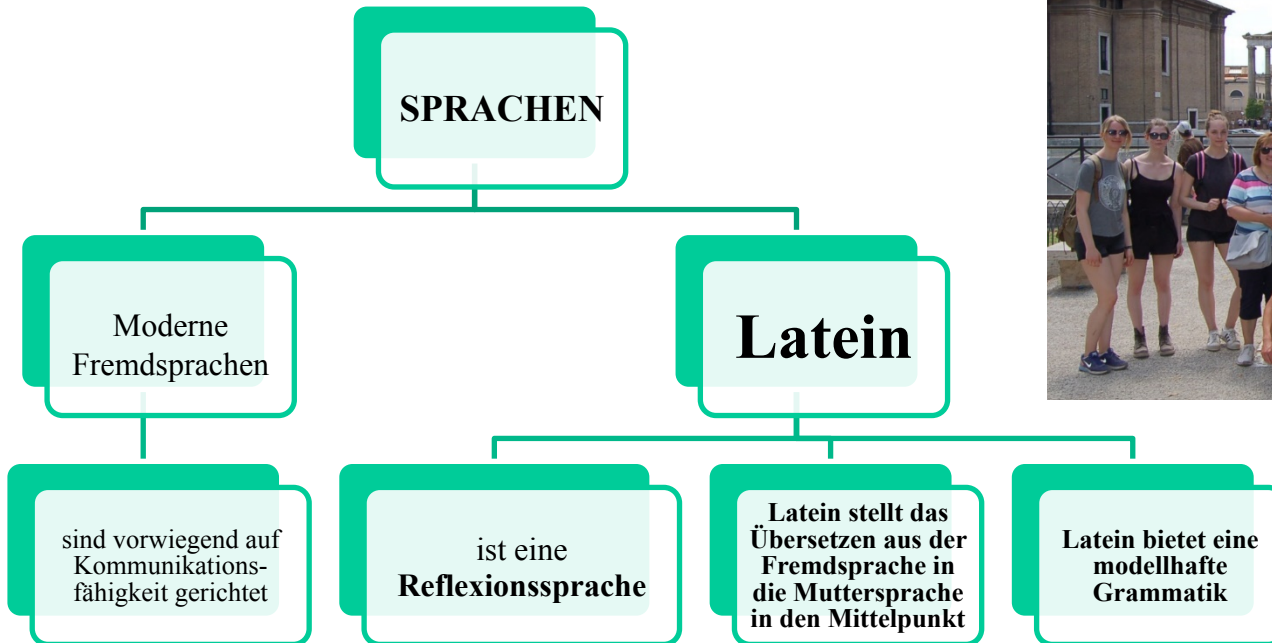 SPRACHEN
Moderne
Fremdsprachen
Latein
sind vorwiegend auf
Kommunikations-
fähigkeit gerichtet
ist eine
Reflexionssprache
Latein stellt das
Übersetzen aus der
Fremdsprache in
die Muttersprache
in den Mittelpunkt
Latein bietet eine
modellhafte
Grammatik